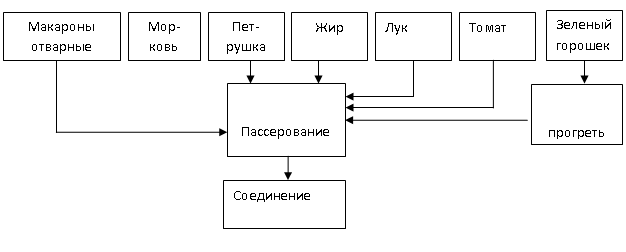 Макароны
отварные
Мор-
ковь
Пет-
рушка
Жир
Лук
Томат
Зеленый
горошек
Пассерование
прогреть
Соединение